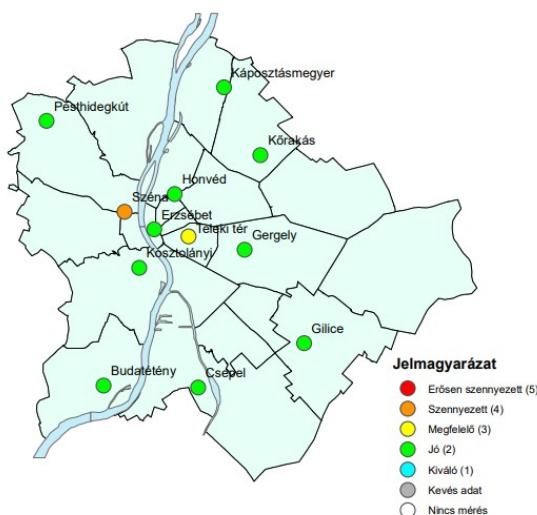 Káposztásmegyer
Pesthidegkút
Kőrakás
Honvéd
Széna
Erzsébet
Teleki tér
Gergely
Kosztolányi
Gilice
Budatétény
Csepel
Jelmagyarázat
Erősen szennyezett (5)
Szennyezett (4)
Megfelelő (3)
Jó (2)
Kiváló (1)
Kevés adat
Nincs mérés